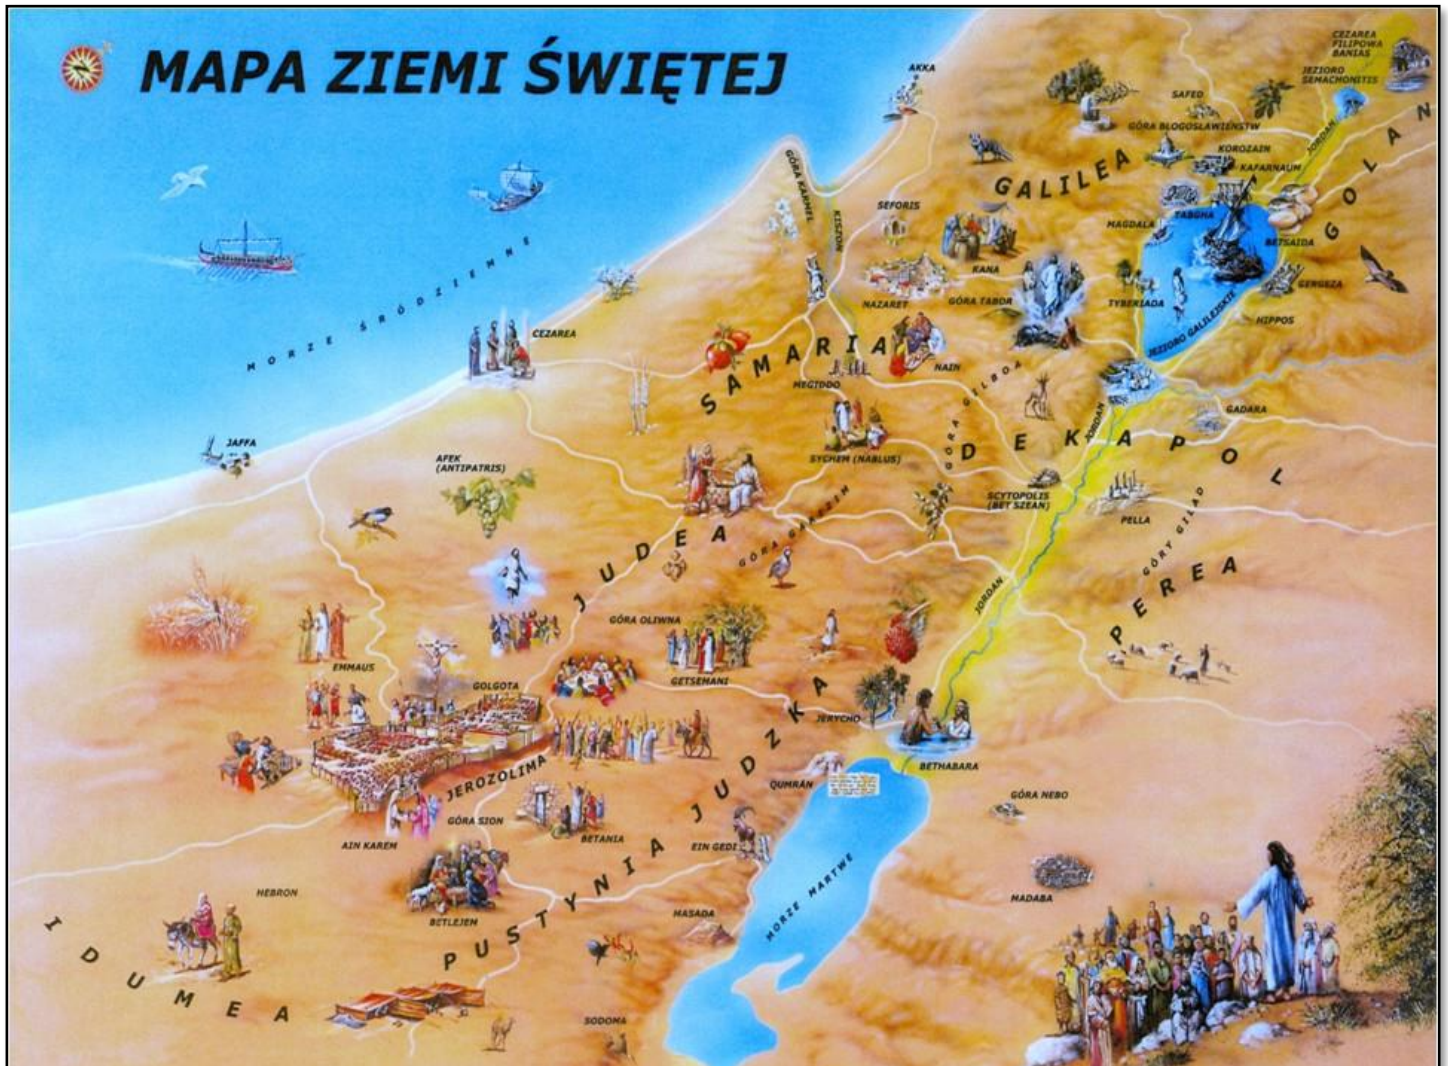 MAPA ZIEMI ŚWIĘTEJ
AKKA
CEZAREA
FILIPOWA
BANIAS
JEZIORO
SEMACHONITIS
SAFED
GÓRA BŁOGOSŁAWIEŃSTW
JORDAN
GOLAN
KOROZAIN
KAFARNAUM
GALILEA
GÓRA KARMEL
KISZON
SEFORIS
MAGDALA
TABGHA
BETSAIDA
MORZE ŚRÓDZIEMNE
KANA
NAZARET
GÓRA TABOR
TYBERIADA
GERGEZA
HIPPOS
JEZIORO GALILEJSKIE
CEZAREA
SAMARIA
MEGIDDO
NAIN
GÓRA GILBOA
JORDAN
GADARA
JAFFA
AFEK
(ANTIPATRIS)
SYCHEM (NABLUS)
DEKAPOL
SCYTOPOLIS
(BET SZEAN)
PELLA
GÓRY GILAD
JUDEA
GÓRA GARIZIM
JORDAN
PEREA
GÓRA OLIWNA
EMMAUS
GOLGOTA
GETSEMANI
JERYCHO
JEROZOLIMA
BETHABARA
QUMRAN
GÓRA NEBO
GÓRA SION
AIN KAREM
BETANIA
EIN GEDI
PUSTYNIA JUDZKA
MORZE MARTWE
HEBRON
BETLEJEM
MASADA
MADABA
IDUMEA
SODOMA